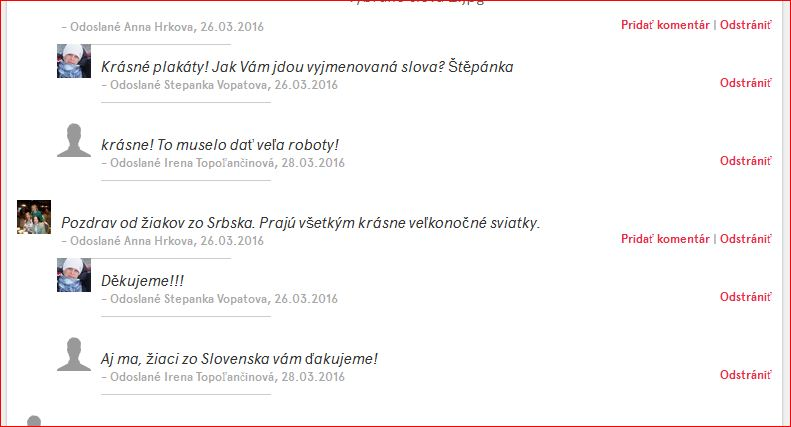 – Odoslané Anna Hrkova, 26.03.2016
Pridať komentár | Odstrániť
Krásné plakáty! Jak Vám jdou vyjmenovaná slova? Štěpánka
– Odoslané Stepanka Vopatova, 26.03.2016
Odstrániť
krásne! To muselo dať veľa roboty!
– Odoslané Irena Topoľančinová, 28.03.2016
Odstrániť
Pozdrav od žiakov zo Srbska. Prajú všetkým krásne veľkonočné sviatky.
– Odoslané Anna Hrkova, 26.03.2016
Pridať komentár | Odstrániť
Děkujeme!!!
– Odoslané Stepanka Vopatova, 26.03.2016
Odstrániť
Aj ma, žiaci zo Slovenska vám ďakujeme!
– Odoslané Irena Topoľančinová, 28.03.2016
Odstrániť